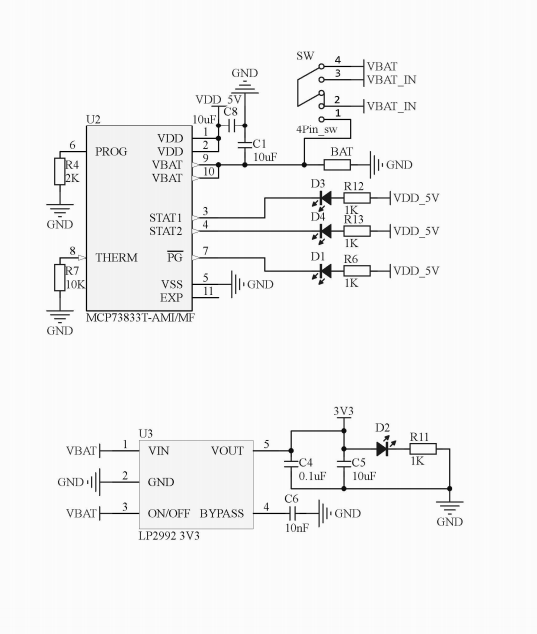 SW
4 VBAT
3 VBAT_IN
2 VBAT_IN
1
4Pin_sw
GND
VDD_5V
C8
10uF
U2
1 VDD
2 VDD
C1
10uF
9 VBAT
10 VBAT
BAT
GND
6 PROG
R4
2K
GND
D3 R12
3 STAT1
VDD_5V
1K
D4 R13
4 STAT2
VDD_5V
1K
D1 R6
8 THERM
PG 7
VDD_5V
1K
R7
10K
VSS 5
GND
EXP 11
GND
MCP73833T-AMI/MF
3V3
U3
D2 R11
VBAT 1 VIN VOUT 5
1K
C4
0.1uF
C5
10uF
GND 2 GND
C6
VBAT 3 ON/OFF BYPASS 4
GND
10nF
GND
LP2992 3V3